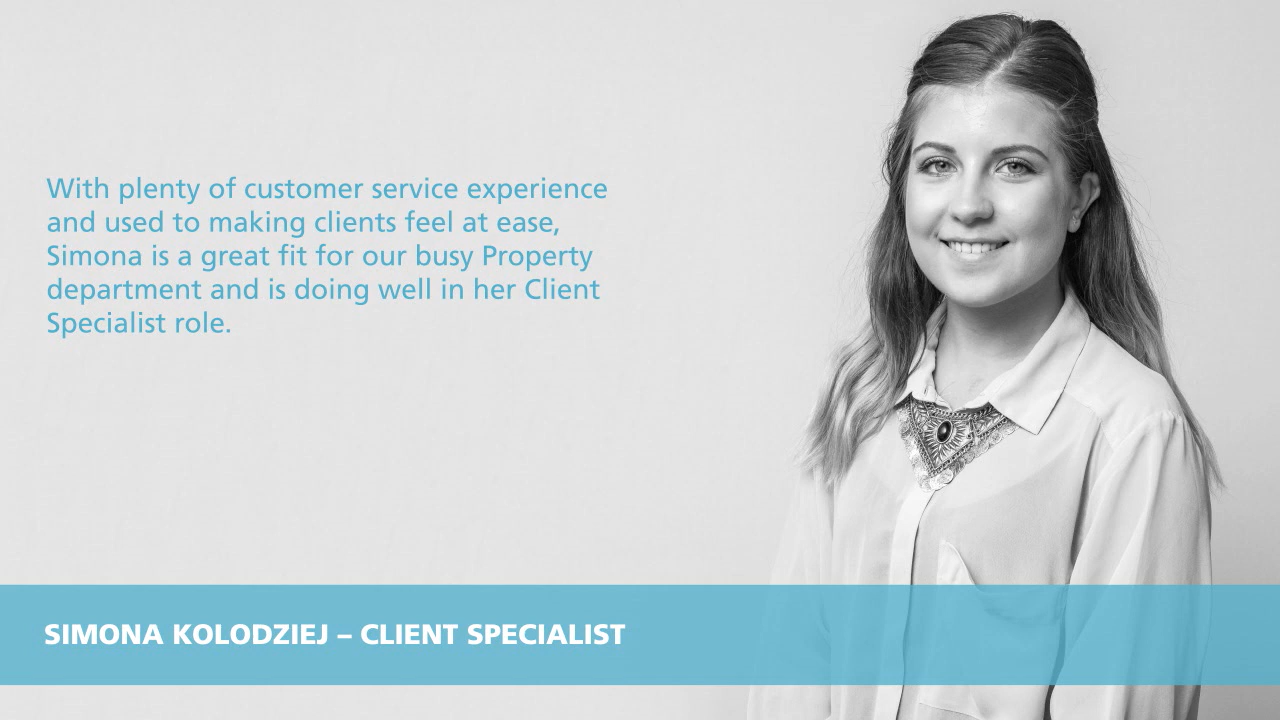 With plenty of customer service experience
and used to making clients feel at ease,
Simona is a great fit for our busy Property
department and is doing well in her Client
Specialist role.
SIMONA KOLODZIEJ – CLIENT SPECIALIST